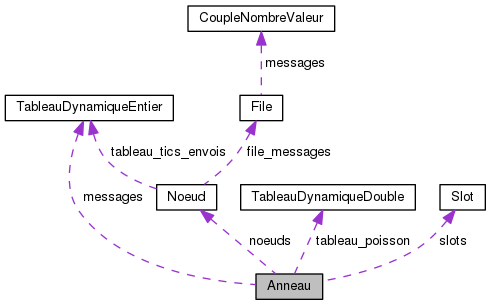 CoupleNombreValeur
messages
TableauDynamiqueEntier
File
tableau_tics_envois
file_messages
messages
Noeud
TableauDynamiqueDouble
Slot
noeuds
tableau_poisson
slots
Anneau